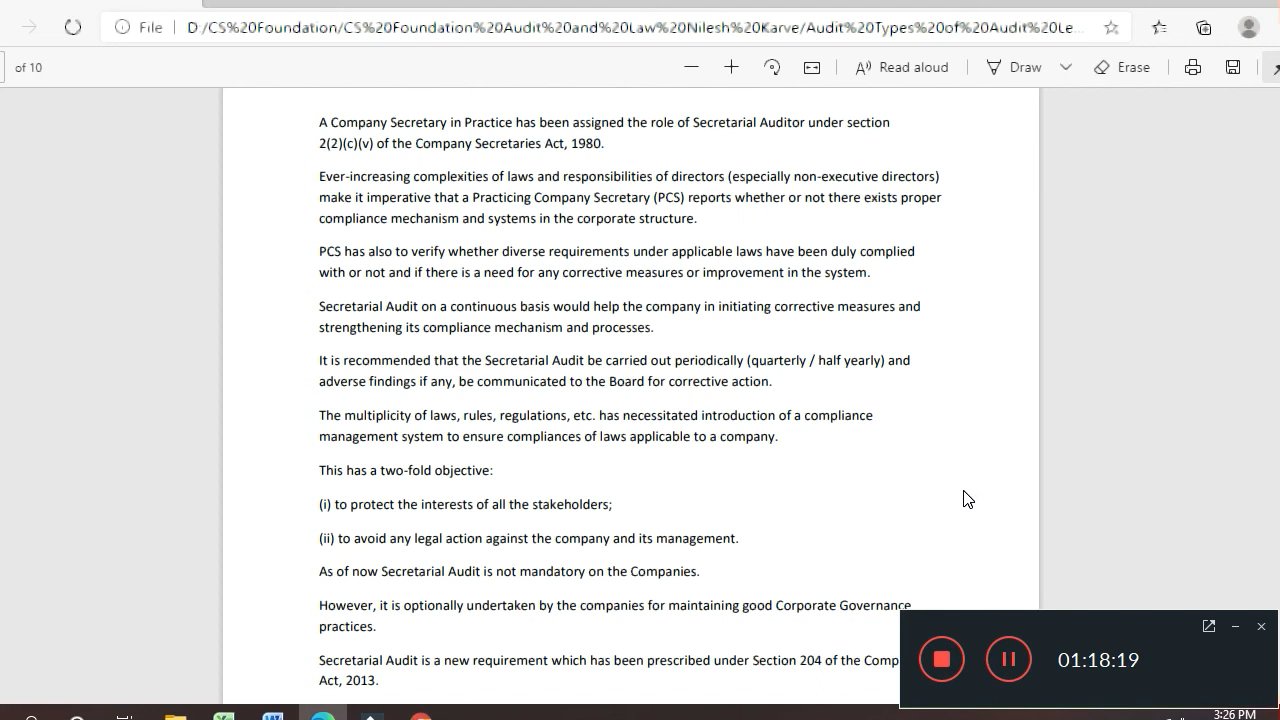 File D:/CS%20Foundation/CS%20Foundation%20Audit%20and%20Law%20Nilesh%20Karve/Audit%20Types%20of%20Audit%20Le...
of 10
Read aloud Draw Erase
A Company Secretary in Practice has been assigned the role of Secretarial Auditor under section
2(2)(c)(v) of the Company Secretaries Act, 1980.
Ever-increasing complexities of laws and responsibilities of directors (especially non-executive directors)
make it imperative that a Practicing Company Secretary (PCS) reports whether or not there exists proper
compliance mechanism and systems in the corporate structure.
PCS has also to verify whether diverse requirements under applicable laws have been duly complied
with or not and if there is a need for any corrective measures or improvement in the system.
Secretarial Audit on a continuous basis would help the company in initiating corrective measures and
strengthening its compliance mechanism and processes.
It is recommended that the Secretarial Audit be carried out periodically (quarterly / half yearly) and
adverse findings if any, be communicated to the Board for corrective action.
The multiplicity of laws, rules, regulations, etc. has necessitated introduction of a compliance
management system to ensure compliances of laws applicable to a company.
This has a two-fold objective:
(i) to protect the interests of all the stakeholders;
(ii) to avoid any legal action against the company and its management.
As of now Secretarial Audit is not mandatory on the Companies.
However, it is optionally undertaken by the companies for maintaining good Corporate Governance
practices.
Secretarial Audit is a new requirement which has been prescribed under Section 204 of the Comp
Act, 2013.
01:18:19
3:26 PM